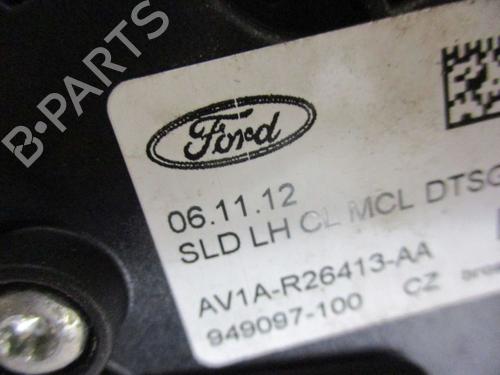 B-PARTS
Ford
06.11.12
SLD LH CL MCL DTSG
AV1A-R26413-AA
949097-100 CZ